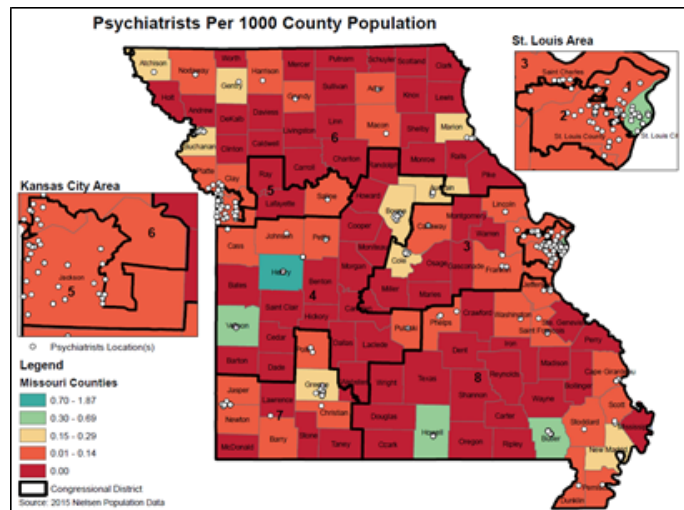 Psychiatrists Per 1000 County Population
St. Louis Area
3
Saint Charles
2
St. Louis County
St. Louis Cit
Atchison
Nodaway
Worth
Harrison
Mercer
Putnam
Schuyler
Scotland
Clark
Gentry
Sullivan
Adair
Knox
Lewis
Holt
Andrew
DeKalb
Daviess
Grundy
Linn
Macon
Shelby
Marion
Buchanan
Clinton
Caldwell
Livingston
6
Platte
Clay
Ray
Carroll
Chariton
Randolph
Monroe
Ralls
Pike
5
Lafayette
Saline
Howard
Boone
Callaway
Montgomery
Lincoln
Warren
Kansas City Area
6
Jackson
5
Cass
Johnson
Pettis
Cooper
Moniteau
Cole
3
Osage
Gasconade
Franklin
Jefferson
Bates
Henry
Benton
Morgan
Miller
Maries
4
Saint Clair
Hickory
Camden
Pulaski
Phelps
Crawford
Washington
Saint Francois
Ste. Genevieve
Perry
Vernon
Cedar
Polk
Dallas
Laclede
Dent
Iron
Madison
Barton
Dade
Greene
Wright
Texas
8
Shannon
Reynolds
Wayne
Bollinger
Cape Girardeau
Jasper
Lawrence
7
Christian
Douglas
Carter
Scott
Newton
Stoddard
Mississippi
McDonald
Barry
Stone
Taney
Ozark
Howell
Oregon
Ripley
Butler
New Madrid
Dunklin
Pemiscot
Psychiatrists Location(s)
Legend
Missouri Counties
0.70 - 1.87
0.30 - 0.69
0.15 - 0.29
0.01 - 0.14
0.00
Congressional District
Source: 2015 Nielsen Population Data